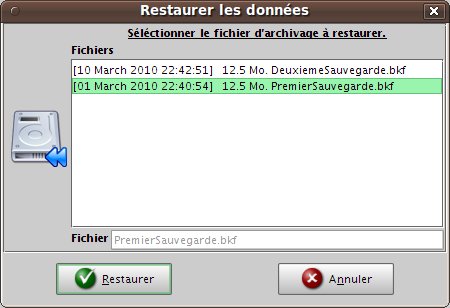 Restaurer les données
Séléctionner le fichier d'archivage à restaurer.
Fichiers
[10 March 2010 22:42:51] 12.5 Mo. DeuxiemeSauvegarde.bkf
[01 March 2010 22:40:54] 12.5 Mo. PremierSauvegarde.bkf
Fichier PremierSauvegarde.bkf
Restaurer Annuler